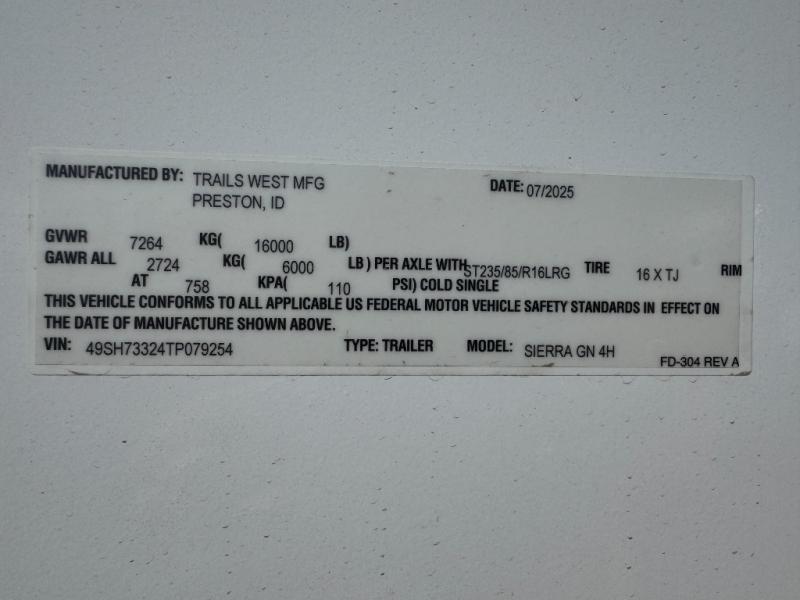 MANUFACTURED BY: TRAILS WEST MFG DATE: 07/2025
PRESTON, ID
GVWR 7264 KG( 16000 LB)
GAWR ALL 2724 KG( 6000 LB ) PER AXLE WITH ST235/85/R16LRG TIRE 16 X TJ RIM
AT 758 KPA( 110 PSI) COLD SINGLE
THIS VEHICLE CONFORMS TO ALL APPLICABLE US FEDERAL MOTOR VEHICLE SAFETY STANDARDS IN EFFECT ON
THE DATE OF MANUFACTURE SHOWN ABOVE.
VIN: 49SH73324TP079254 TYPE: TRAILER MODEL: SIERRA GN 4H
FD-304 REV A